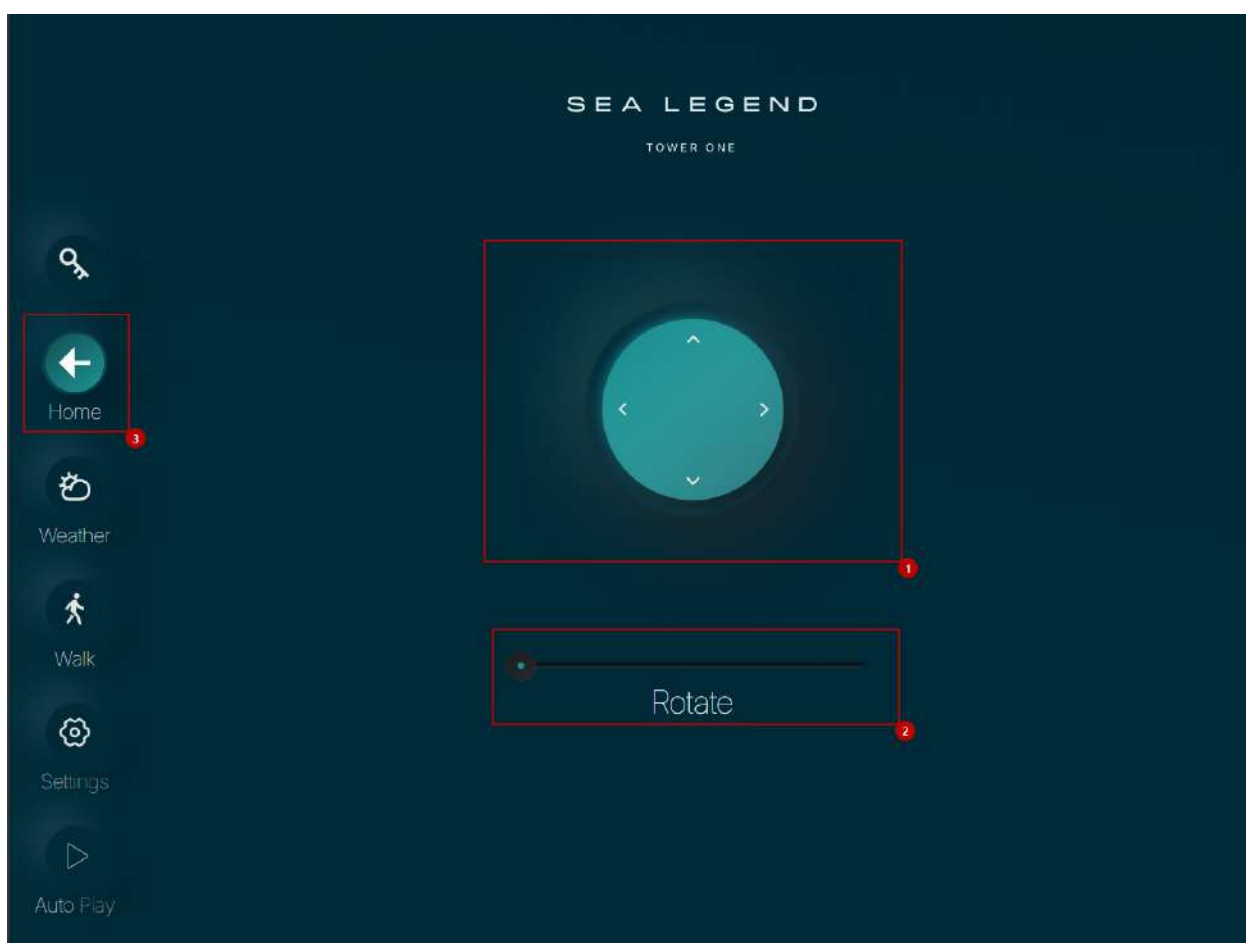 SEA LEGEND
TOWER ONE
Home
3
Weather
1
Walk
Rotate
2
Settings
Auto Play